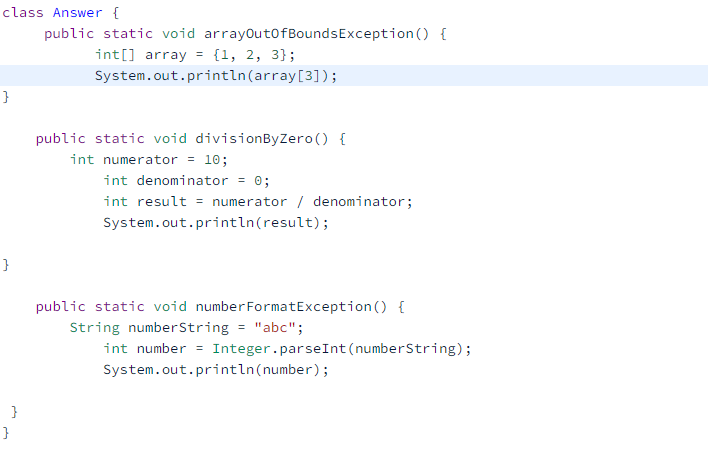 class Answer {
public static void arrayOutOfBoundsException() {
int[] array = {1, 2, 3};
System.out.println(array[3]);
}
public static void divisionByZero() {
int numerator = 10;
int denominator = 0;
int result = numerator / denominator;
System.out.println(result);
}
public static void numberFormatException() {
String numberString = "abc";
int number = Integer.parseInt(numberString);
System.out.println(number);
}
}